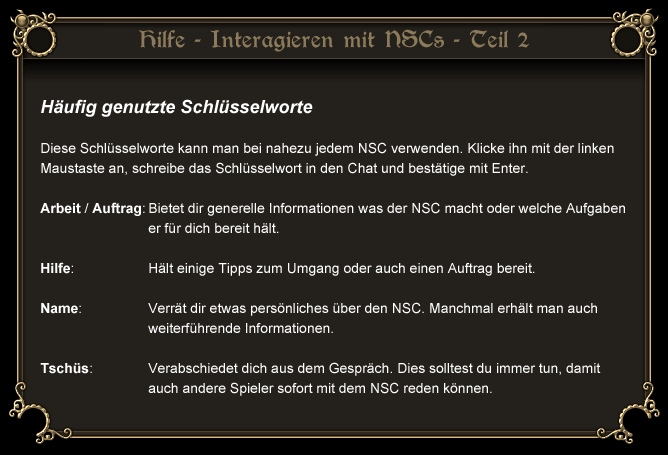 Hilfe - Interagieren mit NSCs - Teil 2
Häufig genutzte Schlüsselworte
Diese Schlüsselworte kann man bei nahezu jedem NSC verwenden. Klicke ihn mit der linken
Maustaste an, schreibe das Schlüsselwort in den Chat und bestätige mit Enter.
Arbeit / Auftrag: Bietet dir generelle Informationen was der NSC macht oder welche Aufgaben
er für dich bereit hält.
Hilfe: Hält einige Tipps zum Umgang oder auch einen Auftrag bereit.
Name: Verrät dir etwas persönliches über den NSC. Manchmal erhält man auch
weiterführende Informationen.
Tschüs: Verabschiedet dich aus dem Gespräch. Dies solltest du immer tun, damit
auch andere Spieler sofort mit dem NSC reden können.